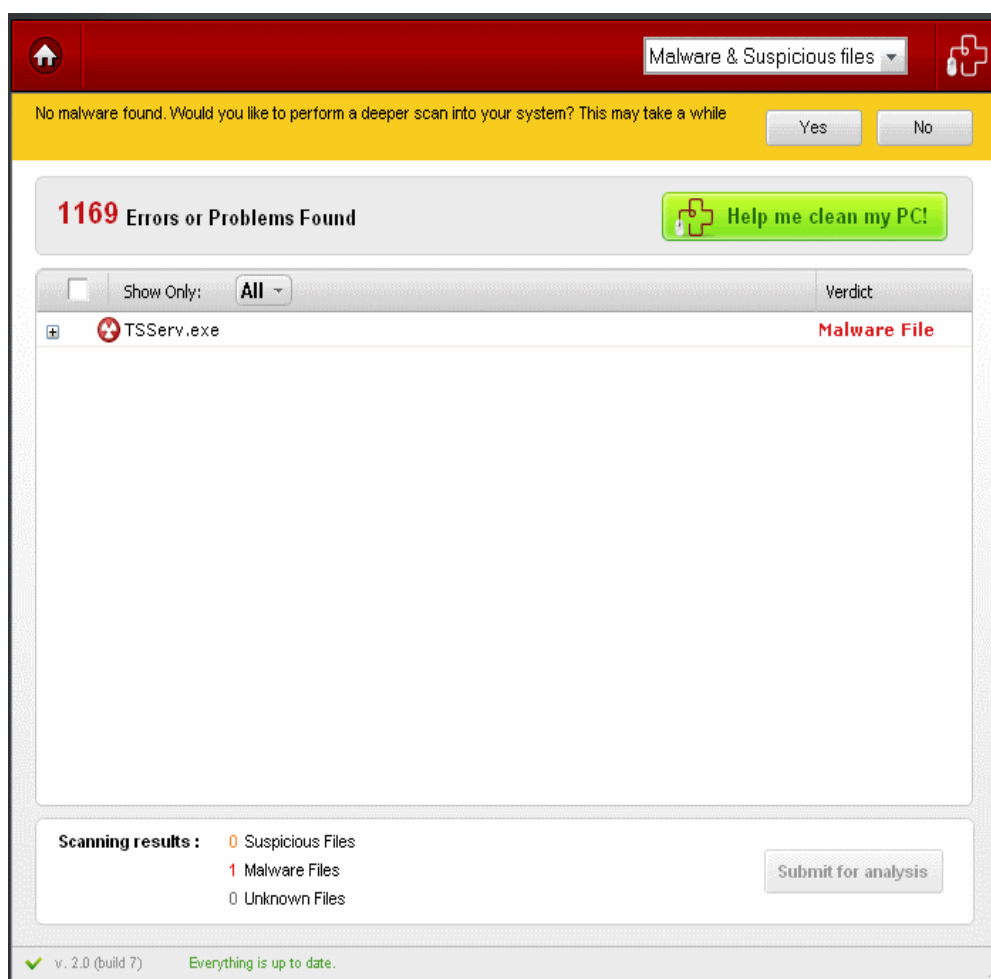 Malware & Suspicious files
No malware found. Would you like to perform a deeper scan into your system? This may take a while
Yes
No
1169 Errors or Problems Found
Help me clean my PC!
Show Only:
All
Verdict
TSServ.exe
Malware File
Scanning results :
0 Suspicious Files
1 Malware Files
0 Unknown Files
Submit for analysis
v. 2.0 (build 7)
Everything is up to date.